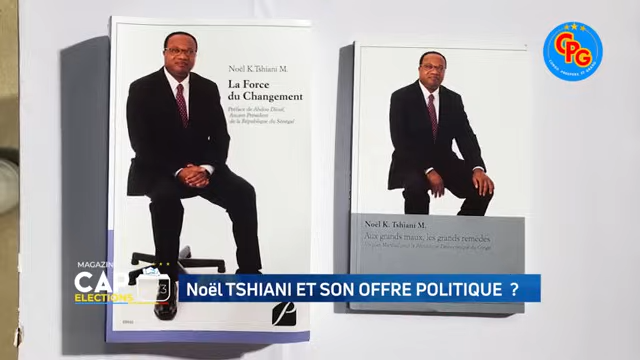 CPG
Noël K. Tshiani M.
La Force
du Changement
Préface de Abdou Diouf,
Ancien Président
de la République du Sénégal
Noël K. Tshiani M.
Aux grands maux, les grands remèdes
MAGAZINE
CAP
ELECTIONS
Noël TSHIANI ET SON OFFRE POLITIQUE ?